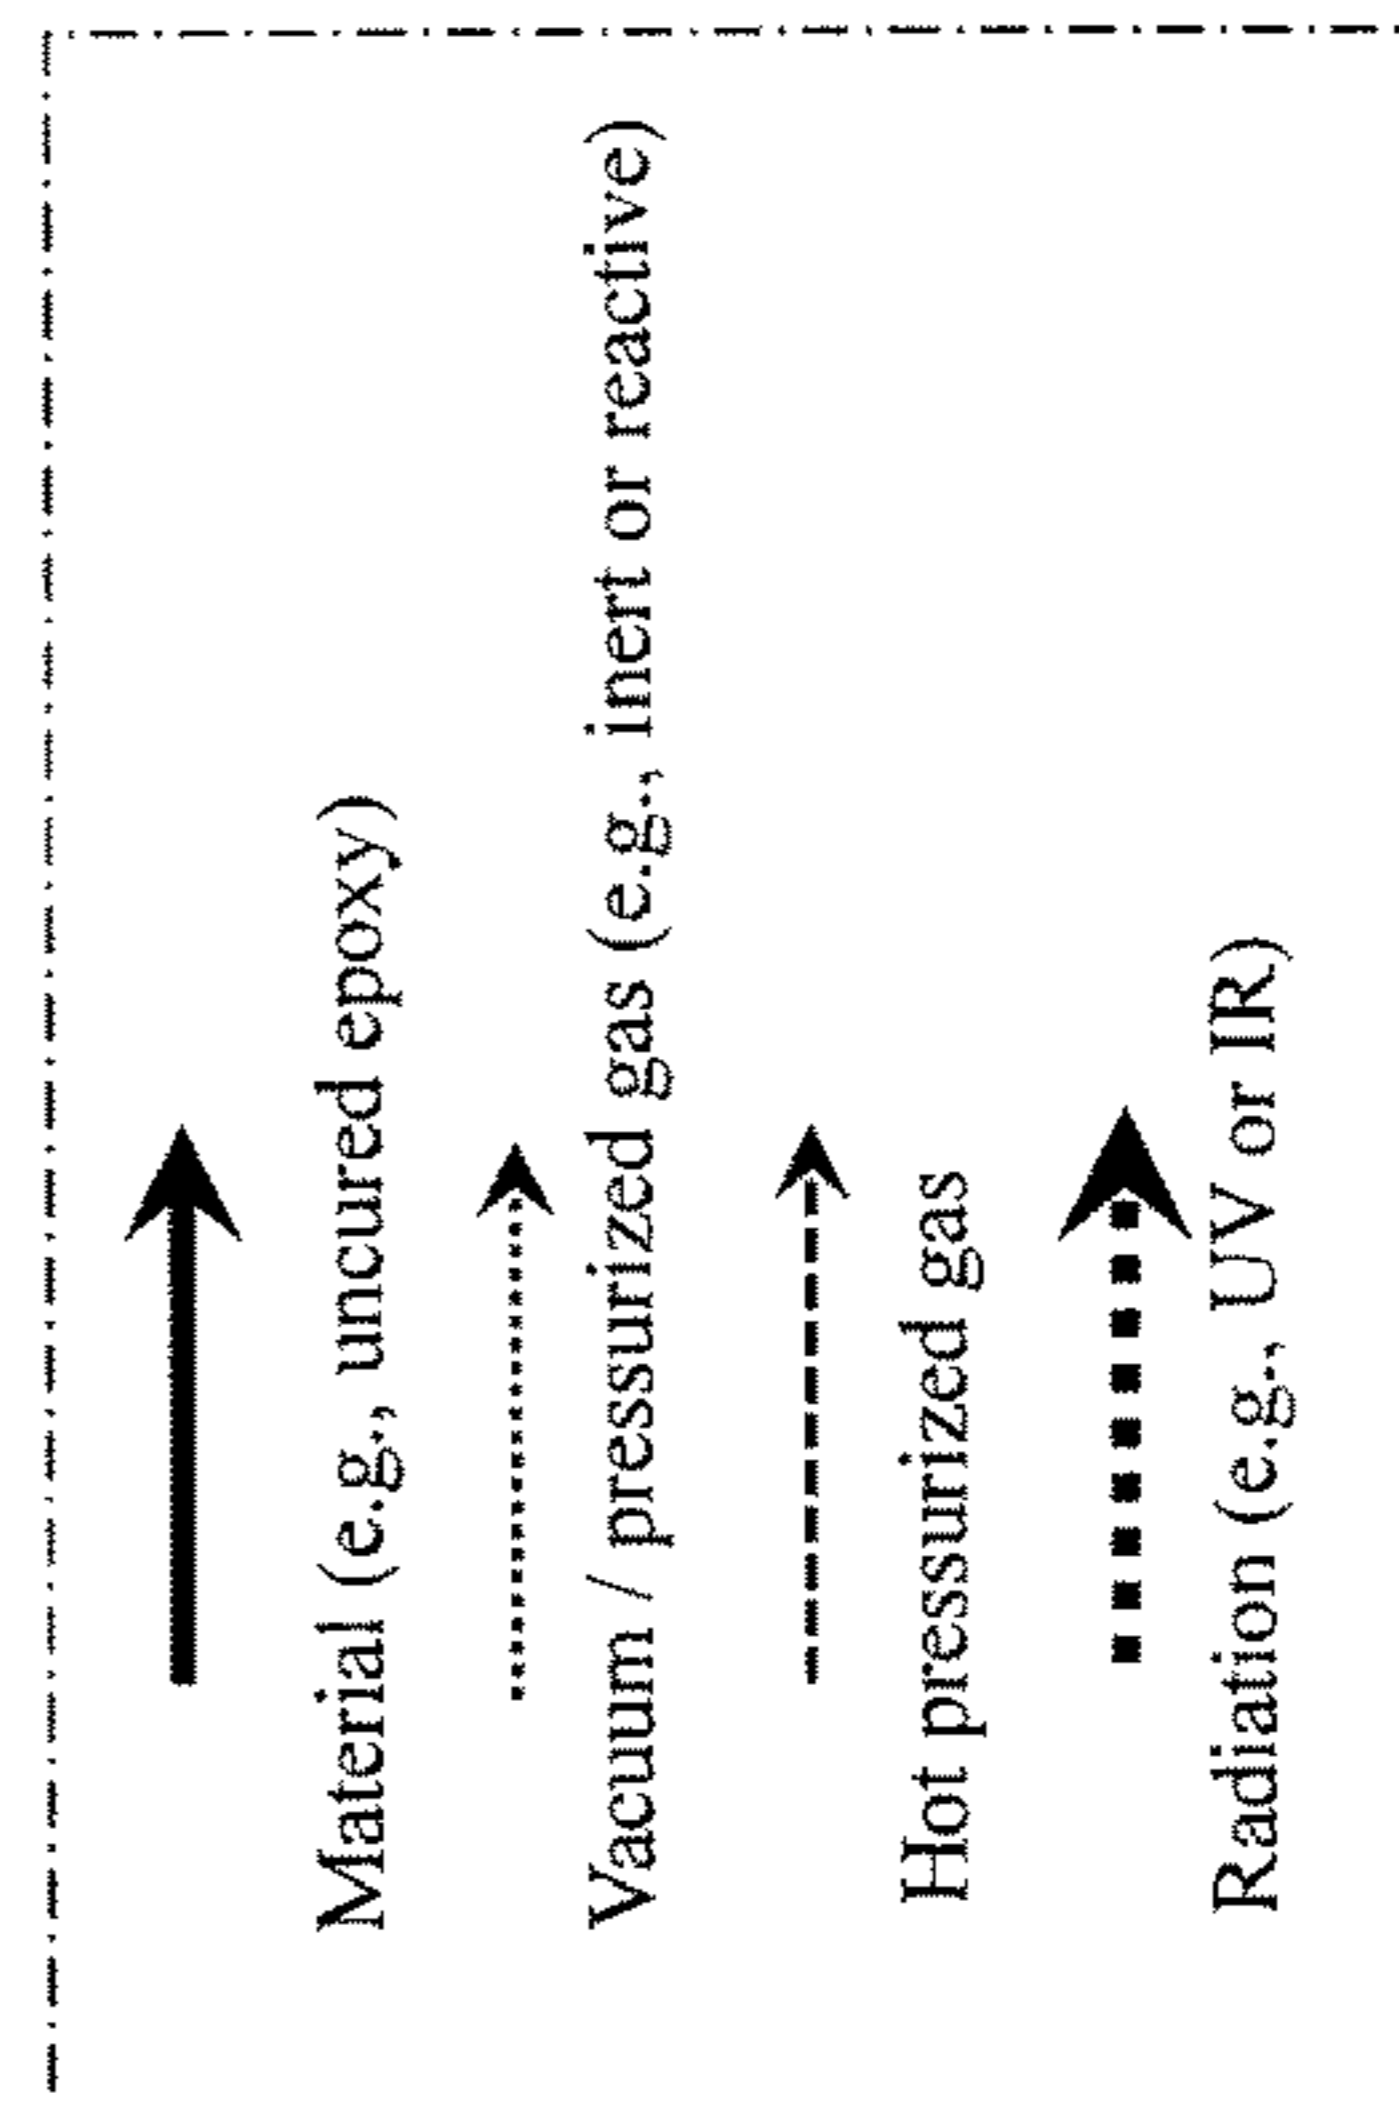 Material (e.g., uncured epoxy)
Vacuum / pressurized gas (e.g., inert or reactive)
Hot pressurized gas
Radiation (e.g., UV or IR)